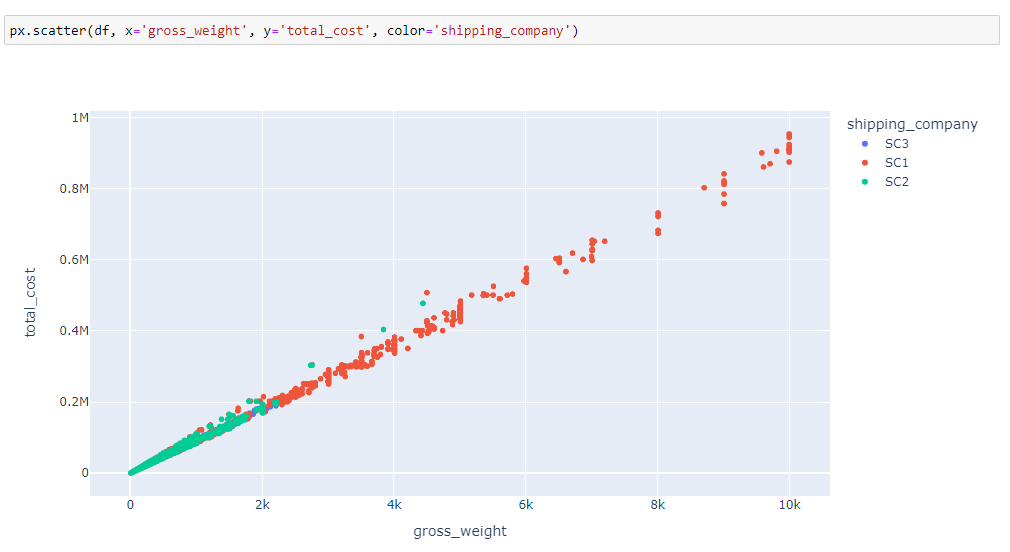 px.scatter(df, x='gross_weight', y='total_cost', color='shipping_company')
1M
0.8M
0.6M
0.4M
0.2M
0
total_cost
0
2k
4k
6k
8k
10k
gross_weight
shipping_company
SC3
SC1
SC2